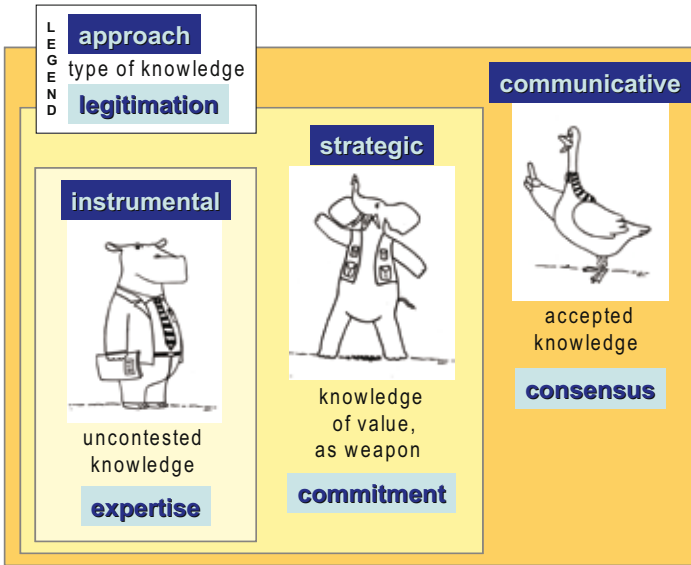 LEGEND
approach
type of knowledge
legitimation
instrumental
uncontested
knowledge
expertise
strategic
knowledge
of value,
as weapon
commitment
communicative
accepted
knowledge
consensus